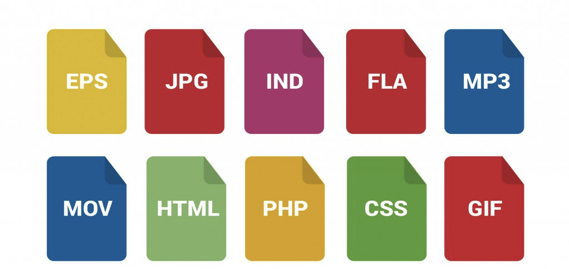 EPS JPG IND FLA MP3
MOV HTML PHP CSS GIF